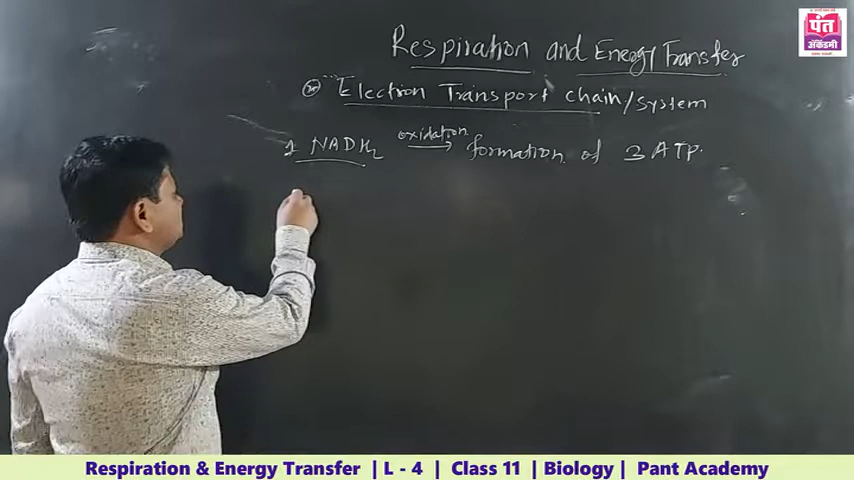 Respiration and Energy Transfer
Electron Transport chain/system
1 NADH2 oxidation → formation of 3 ATP.
पंत
अ‍ॅकॅडमी
Respiration & Energy Transfer | L - 4 | Class 11 | Biology | Pant Academy